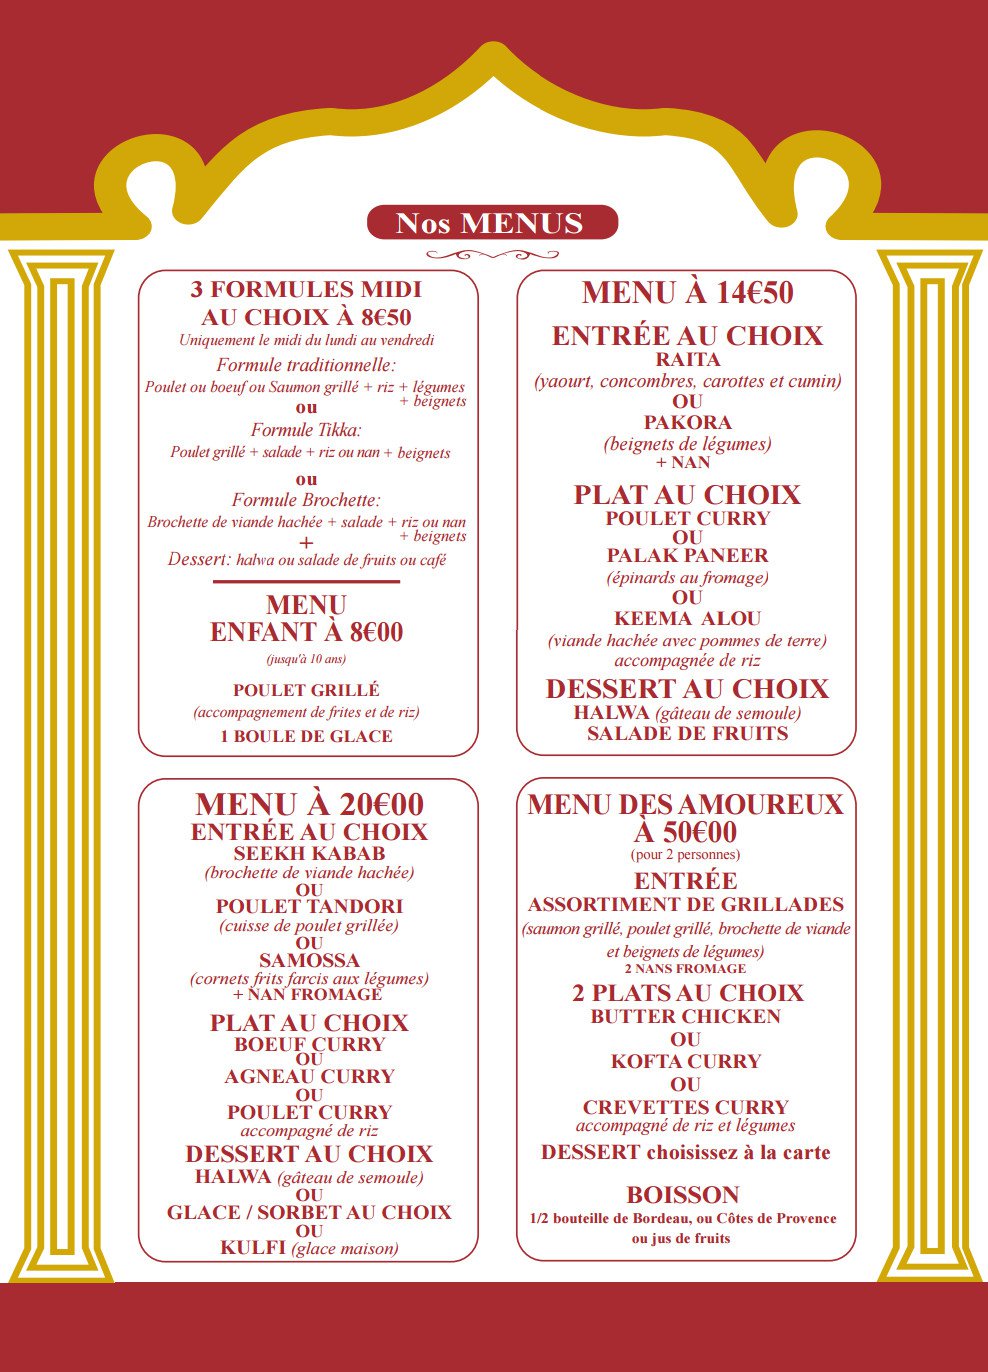 Nos MENUS
3 FORMULES MIDI
AU CHOIX À 8€50
Uniquement le midi du lundi au vendredi
Formule traditionnelle:
Poulet ou boeuf ou Saumon grillé + riz + légumes
+ beignets
ou
Formule Tikka:
Poulet grillé + salade + riz ou nan + beignets
ou
Formule Brochette:
Brochette de viande hachée + salade + riz ou nan
+ beignets
+
Dessert: halwa ou salade de fruits ou café
MENU
ENFANT À 8€00
(jusqu'à 10 ans)
POULET GRILLÉ
(accompagnement de frites et de riz)
1 BOULE DE GLACE
MENU À 14€50
ENTRÉE AU CHOIX
RAITA
(yaourt, concombres, carottes et cumin)
OU
PAKORA
(beignets de légumes)
+ NAN
PLAT AU CHOIX
POULET CURRY
OU
PALAK PANEER
(épinards au fromage)
OU
KEEMA ALOU
(viande hachée avec pommes de terre)
accompagnée de riz
DESSERT AU CHOIX
HALWA (gâteau de semoule)
SALADE DE FRUITS
MENU À 20€00
ENTRÉE AU CHOIX
SEEKH KABAB
(brochette de viande hachée)
OU
POULET TANDORI
(cuisse de poulet grillée)
OU
SAMOSSA
(cornets frits farcis aux légumes)
+ NAN FROMAGE
PLAT AU CHOIX
BOEUF CURRY
OU
AGNEAU CURRY
OU
POULET CURRY
accompagné de riz
DESSERT AU CHOIX
HALWA (gâteau de semoule)
OU
GLACE / SORBET AU CHOIX
OU
KULFI (glace maison)
MENU DES AMOUREUX
À 50€00
(pour 2 personnes)
ENTRÉE
ASSORTIMENT DE GRILLADES
(saumon grillé, poulet grillé, brochette de viande
et beignets de légumes)
2 NANS FROMAGE
2 PLATS AU CHOIX
BUTTER CHICKEN
OU
KOFTA CURRY
OU
CREVETTES CURRY
accompagné de riz et légumes
DESSERT choisissez à la carte
BOISSON
1/2 bouteille de Bordeau, ou Côtes de Provence
ou jus de fruits